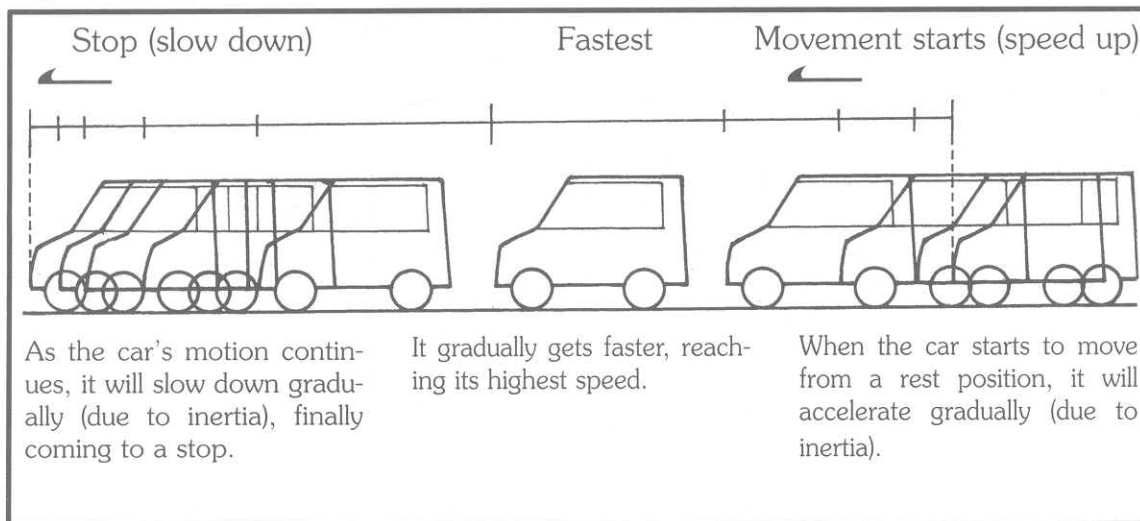 Stop (slow down)
Fastest
Movement starts (speed up)
As the car's motion contin-
ues, it will slow down gradu-
ally (due to inertia), finally
coming to a stop.
It gradually gets faster, reach-
ing its highest speed.
When the car starts to move
from a rest position, it will
accelerate gradually (due to
inertia).